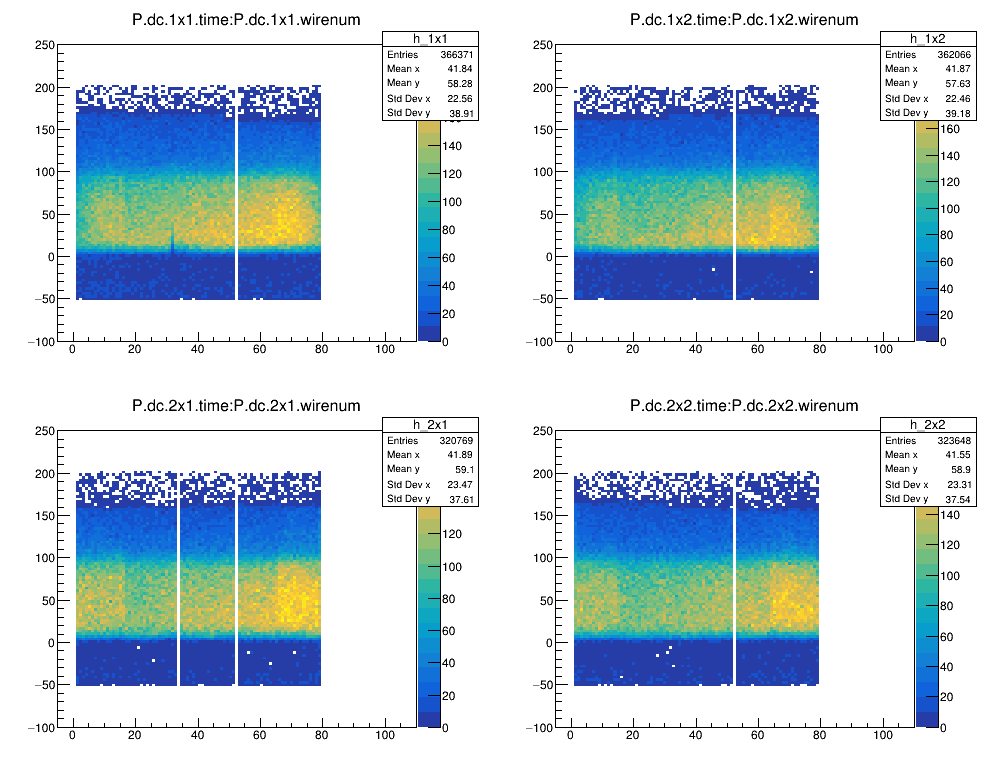 P.dc.1x1.time:P.dc.1x1.wirenum
h_1x1
Entries 366371
Mean x 41.84
Mean y 58.28
Std Dev x 22.56
Std Dev y 38.91
250
200
150
100
50
0
−50
−100
0 20 40 60 80 100
140
120
100
80
60
40
20
0
P.dc.1x2.time:P.dc.1x2.wirenum
h_1x2
Entries 362066
Mean x 41.87
Mean y 57.63
Std Dev x 22.46
Std Dev y 39.18
250
200
150
100
50
0
−50
−100
0 20 40 60 80 100
160
140
120
100
80
60
40
20
0
P.dc.2x1.time:P.dc.2x1.wirenum
h_2x1
Entries 320769
Mean x 41.89
Mean y 59.1
Std Dev x 23.47
Std Dev y 37.61
250
200
150
100
50
0
−50
−100
0 20 40 60 80 100
120
100
80
60
40
20
0
P.dc.2x2.time:P.dc.2x2.wirenum
h_2x2
Entries 323648
Mean x 41.55
Mean y 58.9
Std Dev x 23.31
Std Dev y 37.54
250
200
150
100
50
0
−50
−100
0 20 40 60 80 100
140
120
100
80
60
40
20
0